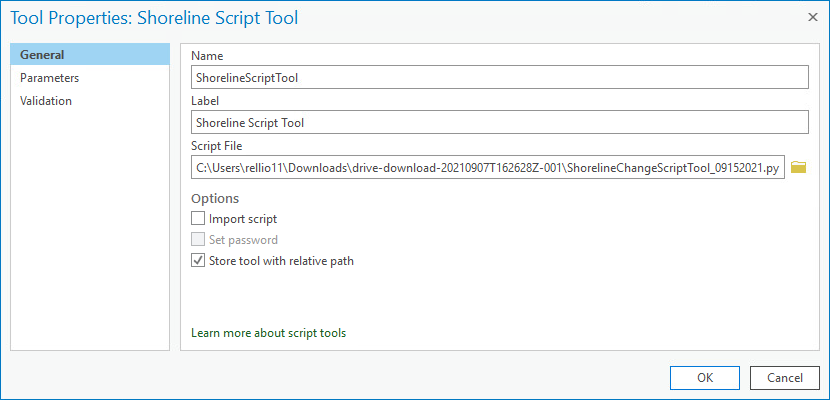 Tool Properties: Shoreline Script Tool
General
Parameters
Validation
Name
ShorelineScriptTool
Label
Shoreline Script Tool
Script File
C:\Users\rellio11\Downloads\drive-download-20210907T162628Z-001\ShorelineChangeScriptTool_09152021.py
Options
Import script
Set password
Store tool with relative path
Learn more about script tools
OK
Cancel